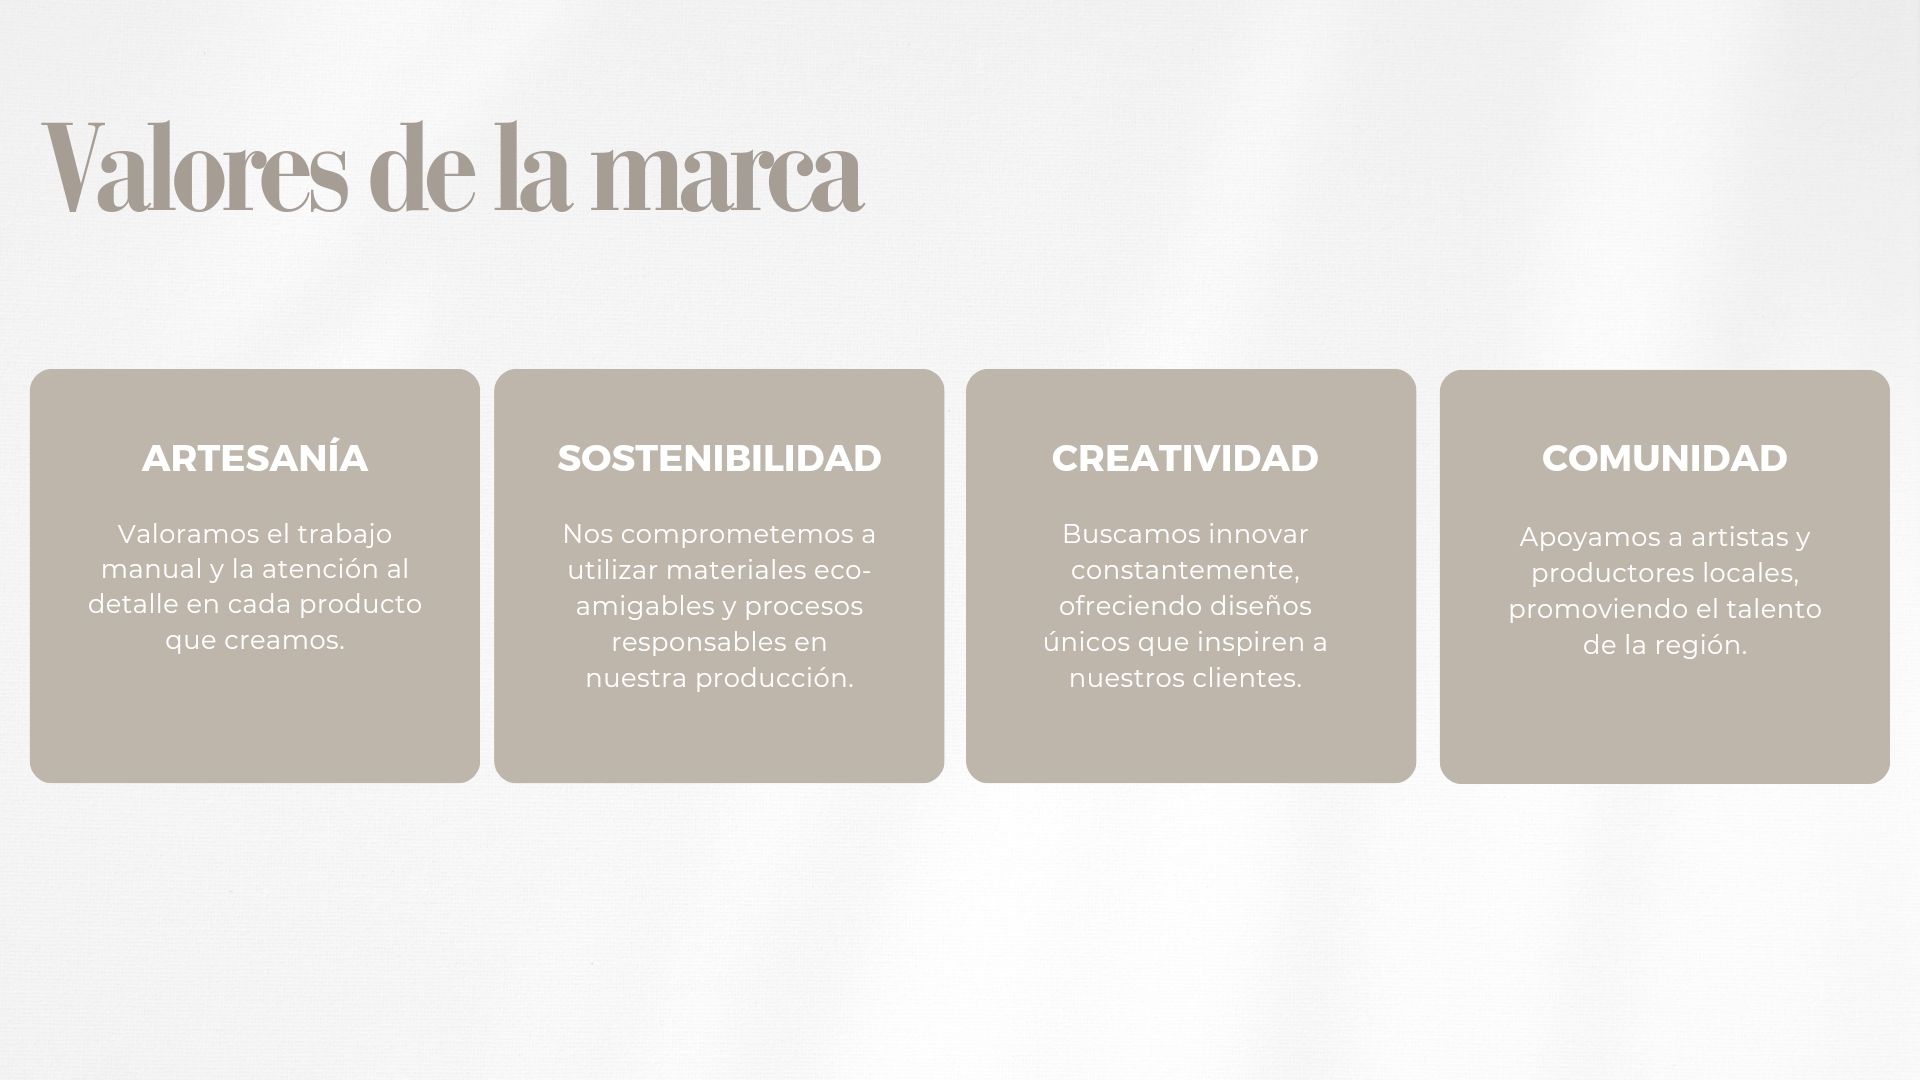 Valores de la marca
ARTESANÍA
Valoramos el trabajo
manual y la atención al
detalle en cada producto
que creamos.
SOSTENIBILIDAD
Nos comprometemos a
utilizar materiales eco-
amigables y procesos
responsables en
nuestra producción.
CREATIVIDAD
Buscamos innovar
constantemente,
ofreciendo diseños
únicos que inspiren a
nuestros clientes.
COMUNIDAD
Apoyamos a artistas y
productores locales,
promoviendo el talento
de la región.